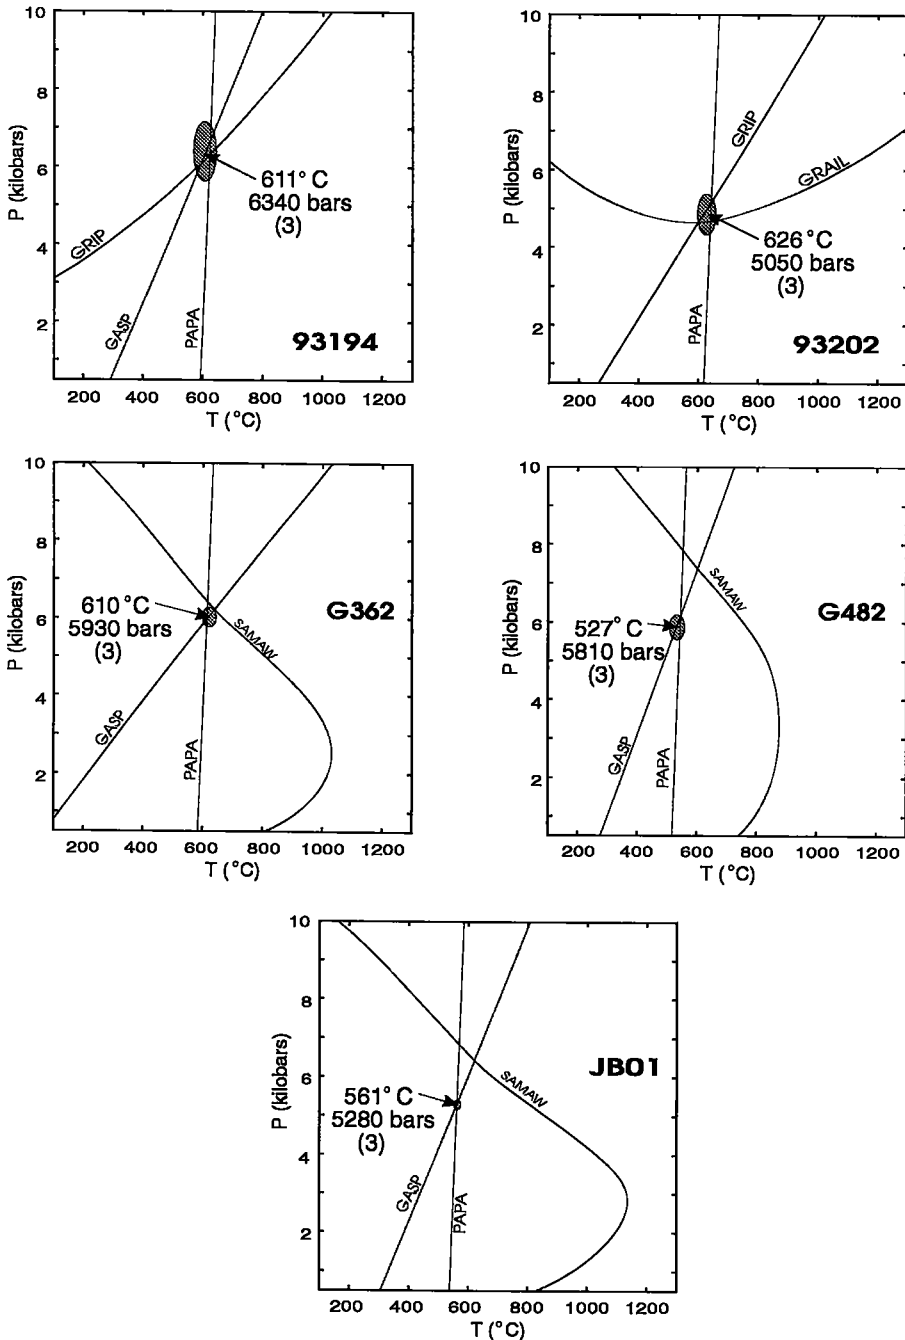 10
8
6
4
2
P (kilobars)
GRIP
GASP
PAPA
611° C
6340 bars
(3)
93194
200 400 600 800 1000 1200
T (°C)
10
8
6
4
2
P (kilobars)
GRIP
GRAIL
PAPA
626 °C
5050 bars
(3)
93202
200 400 600 800 1000 1200
T (°C)
10
8
6
4
2
P (kilobars)
610 °C
5930 bars
(3)
G362
SAMAW
GASP
PAPA
200 400 600 800 1000 1200
T (°C)
10
8
6
4
2
P (kilobars)
SAMAW
G482
527° C
5810 bars
(3)
GASP
PAPA
200 400 600 800 1000 1200
T (°C)
10
8
6
4
2
P (kilobars)
JB01
SAMAW
561° C
5280 bars
(3)
GASP
PAPA
200 400 600 800 1000 1200
T (°C)